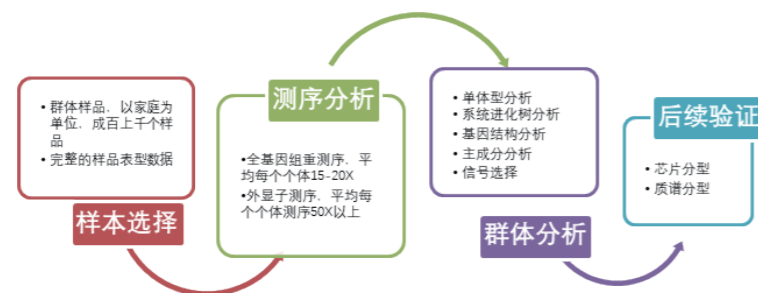 • 群体样品，以家庭为
单位，成百上千个样
品
• 完整的样品表型数据
样本选择
测序分析
•全基因组重测序，平
均每个个体15-20X
•外显子测序，平均每
个个体测序50X以上
• 单体型分析
• 系统进化树分析
• 基因结构分析
• 主成分分析
• 信号选择
群体分析
后续验证
• 芯片分型
• 质谱分型